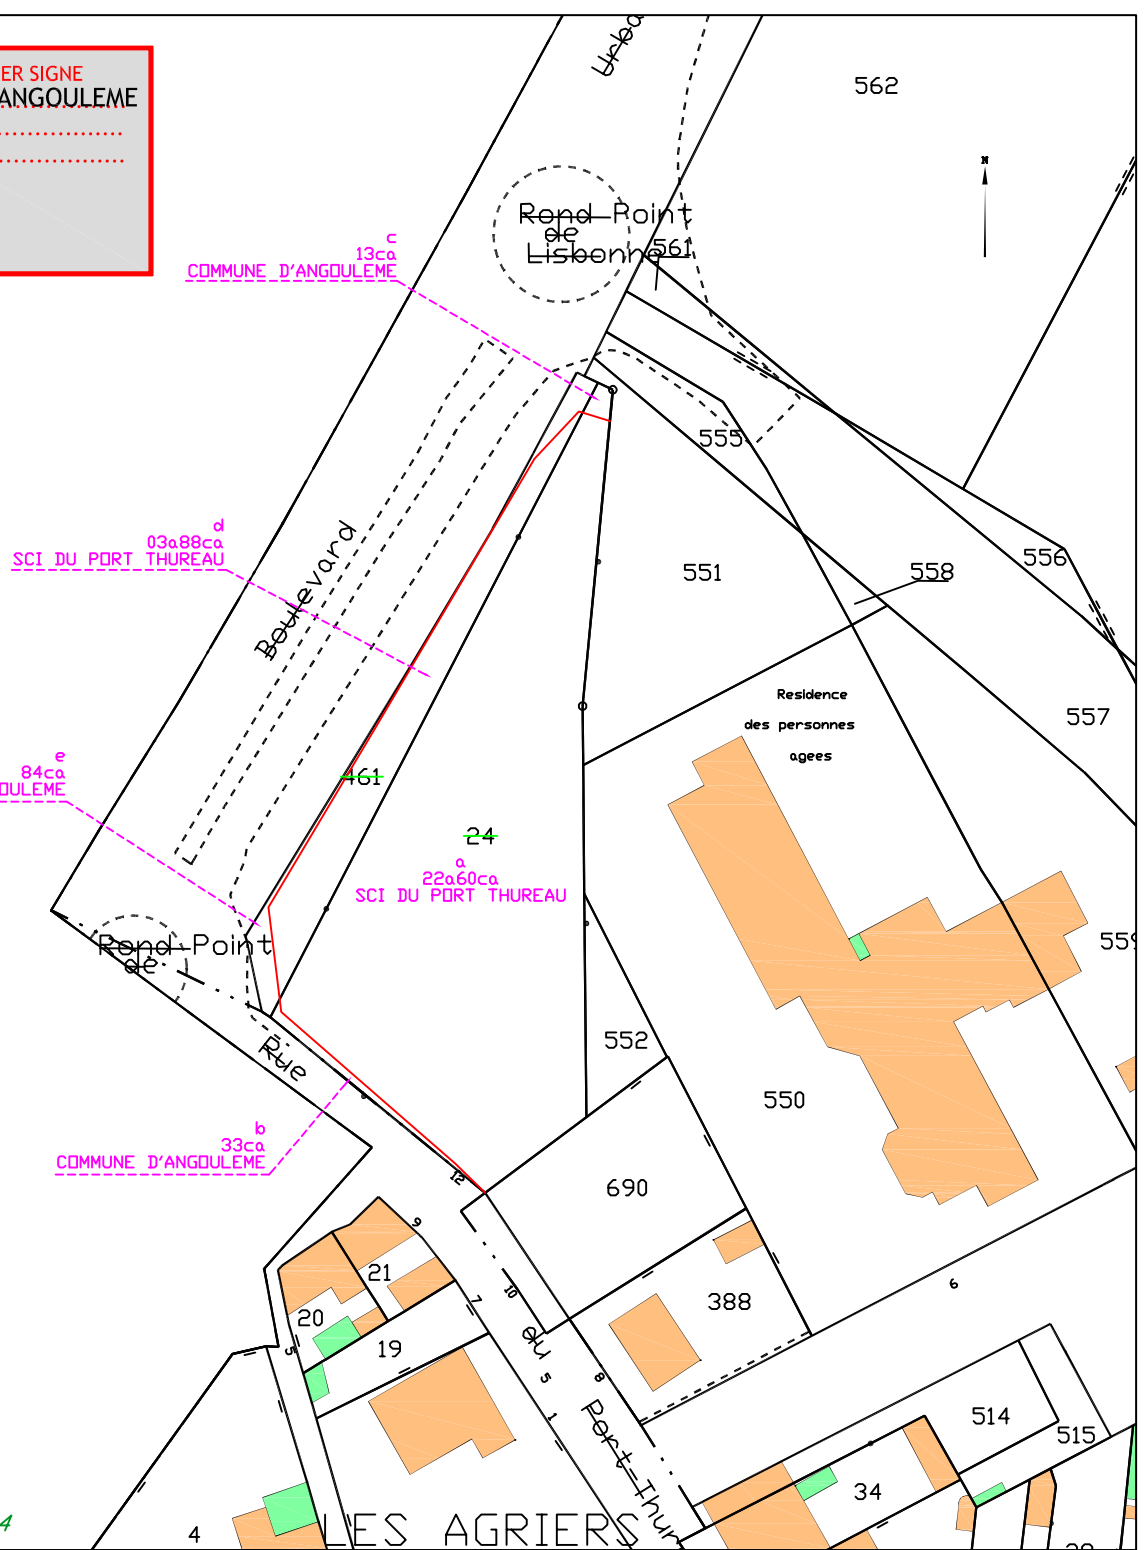 ER SIGNE
ANGOULEME
Urba
562
N
Rond Point
de
Lisbonne
561
c
13ca
COMMUNE D'ANGOULEME
555
d
03a88ca
SCI DU PORT THUREAU
Boulevard
551
558
556
Residence
des personnes
agees
557
e
84ca
OULEME
461
24
a
22a60ca
SCI DU PORT THUREAU
Rond Point
de
559
Rue
552
550
b
33ca
COMMUNE D'ANGOULEME
12
690
9
21
20
7
10
388
6
19
5
du
5
8
1
Port-Thur
514
515
34
4
4
LES AGRIERS